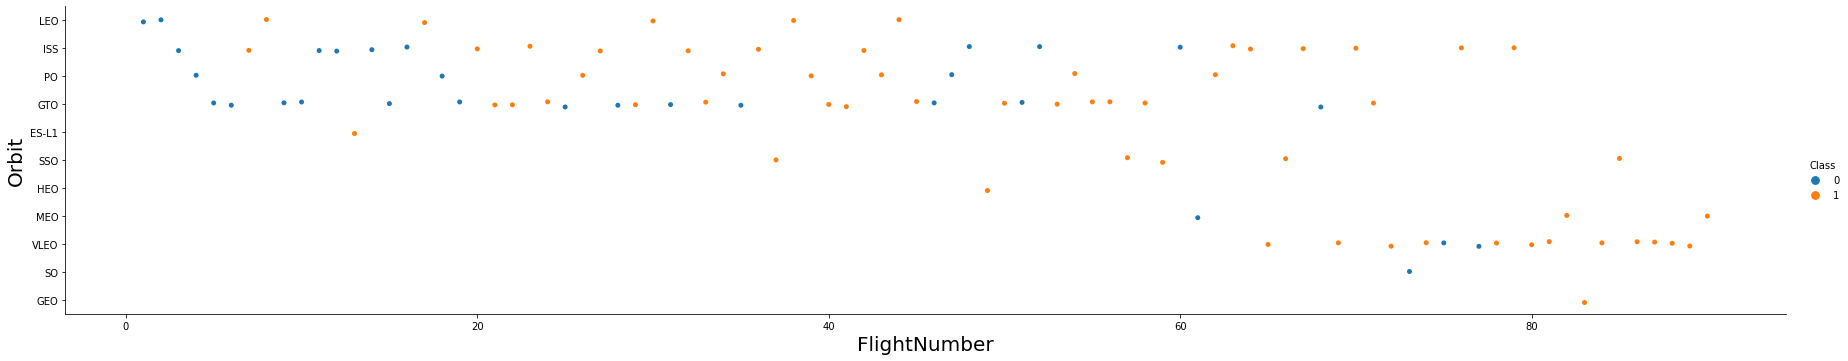 LEO
ISS
PO
GTO
ES-L1
SSO
HEO
MEO
VLEO
SO
GEO
Orbit
0
20
40
60
80
FlightNumber
Class
0
1